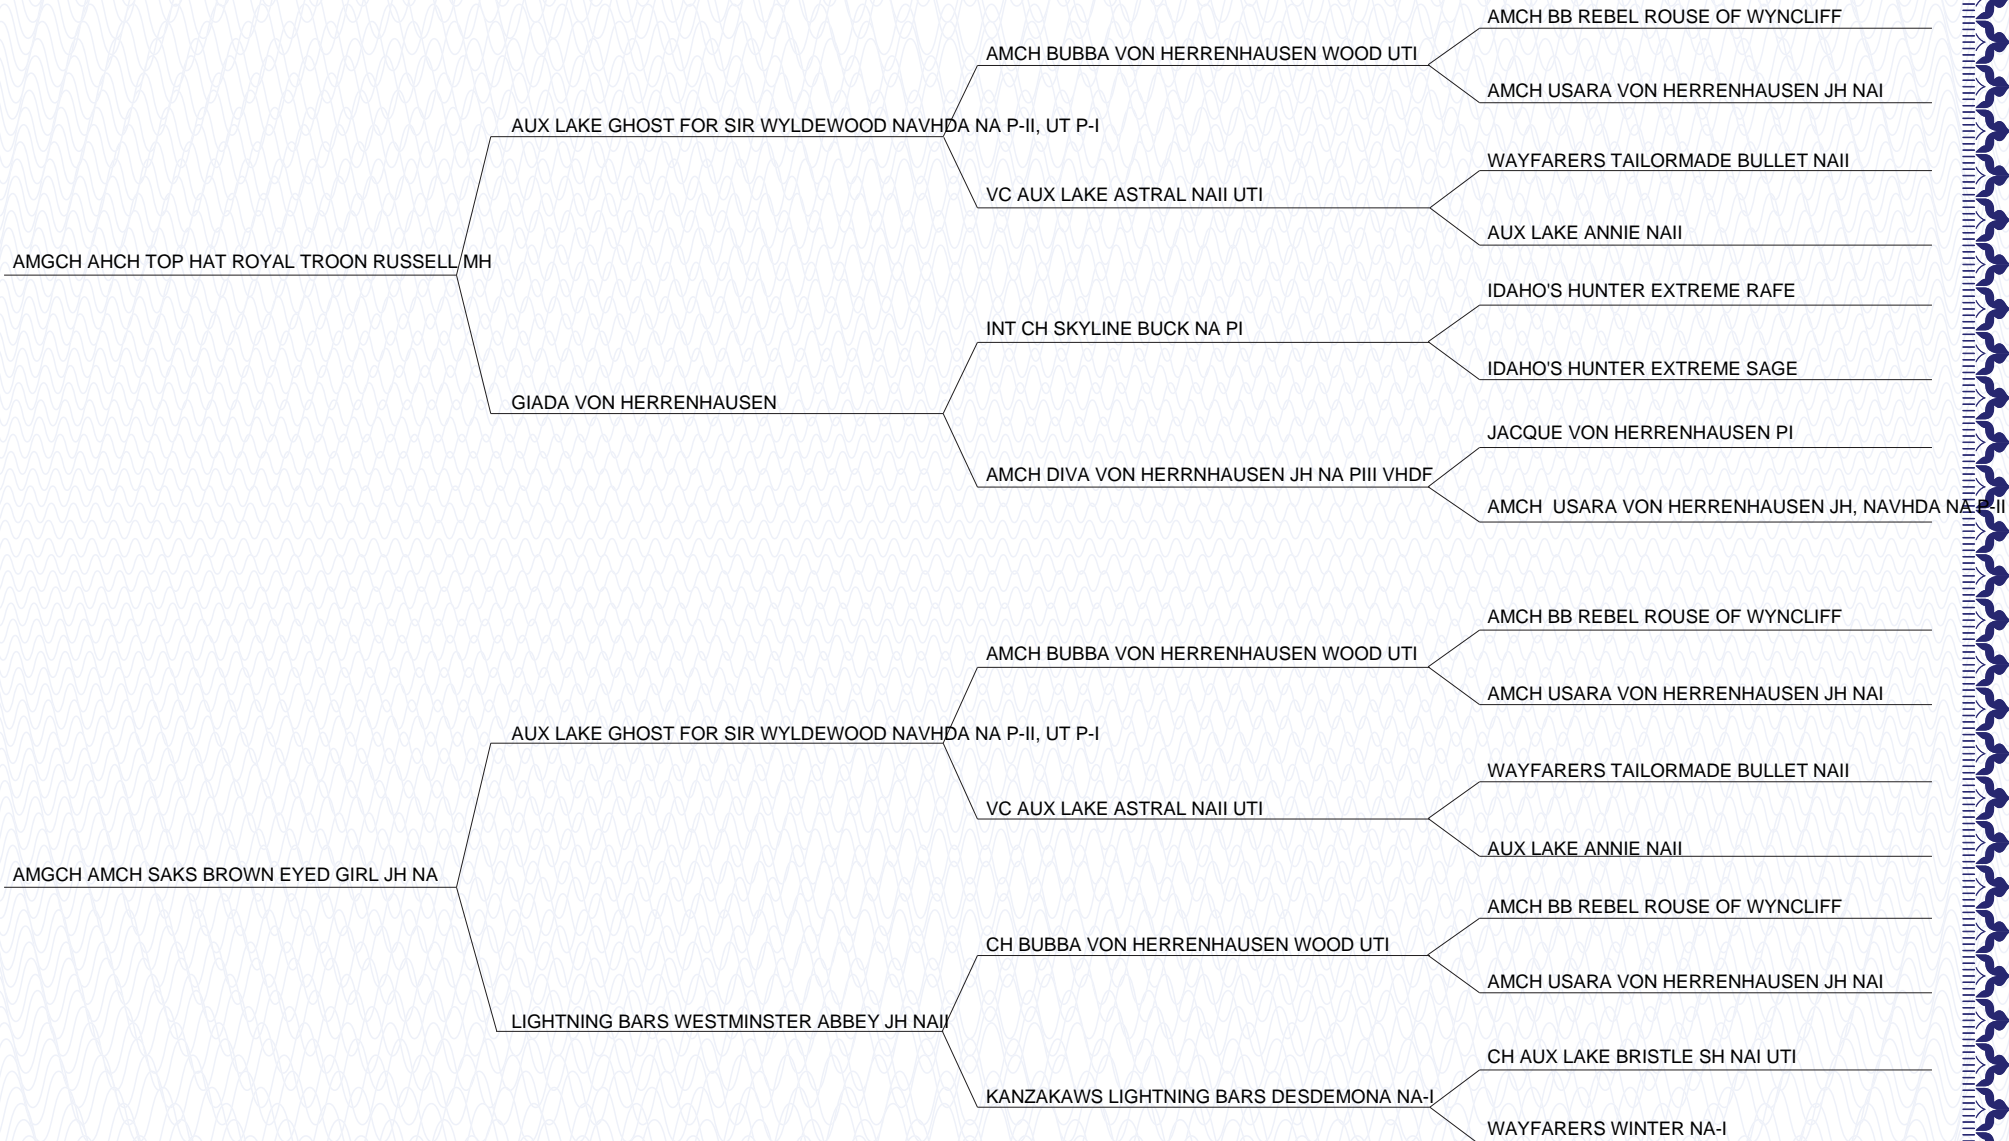 AMCH BB REBEL ROUSE OF WYNCLIFF
AMCH BUBBA VON HERRENHAUSEN WOOD UTI
AMCH USARA VON HERRENHAUSEN JH NAI
AUX LAKE GHOST FOR SIR WYLDEWOOD NAVHDA NA P-II, UT P-I
WAYFARERS TAILORMADE BULLET NAII
VC AUX LAKE ASTRAL NAII UTI
AUX LAKE ANNIE NAII
AMGCH AHCH TOP HAT ROYAL TROON RUSSELL MH
IDAHO'S HUNTER EXTREME RAFE
INT CH SKYLINE BUCK NA PI
IDAHO'S HUNTER EXTREME SAGE
GIADA VON HERRENHAUSEN
JACQUE VON HERRENHAUSEN PI
AMCH DIVA VON HERRNHAUSEN JH NA PIII VHDF
AMCH  USARA VON HERRENHAUSEN JH, NAVHDA NA P-II
AMCH BB REBEL ROUSE OF WYNCLIFF
AMCH BUBBA VON HERRENHAUSEN WOOD UTI
AMCH USARA VON HERRENHAUSEN JH NAI
AUX LAKE GHOST FOR SIR WYLDEWOOD NAVHDA NA P-II, UT P-I
WAYFARERS TAILORMADE BULLET NAII
VC AUX LAKE ASTRAL NAII UTI
AUX LAKE ANNIE NAII
AMGCH AMCH SAKS BROWN EYED GIRL JH NA
AMCH BB REBEL ROUSE OF WYNCLIFF
CH BUBBA VON HERRENHAUSEN WOOD UTI
AMCH USARA VON HERRENHAUSEN JH NAI
LIGHTNING BARS WESTMINSTER ABBEY JH NAII
CH AUX LAKE BRISTLE SH NAI UTI
KANZAKAWS LIGHTNING BARS DESDEMONA NA-I
WAYFARERS WINTER NA-I